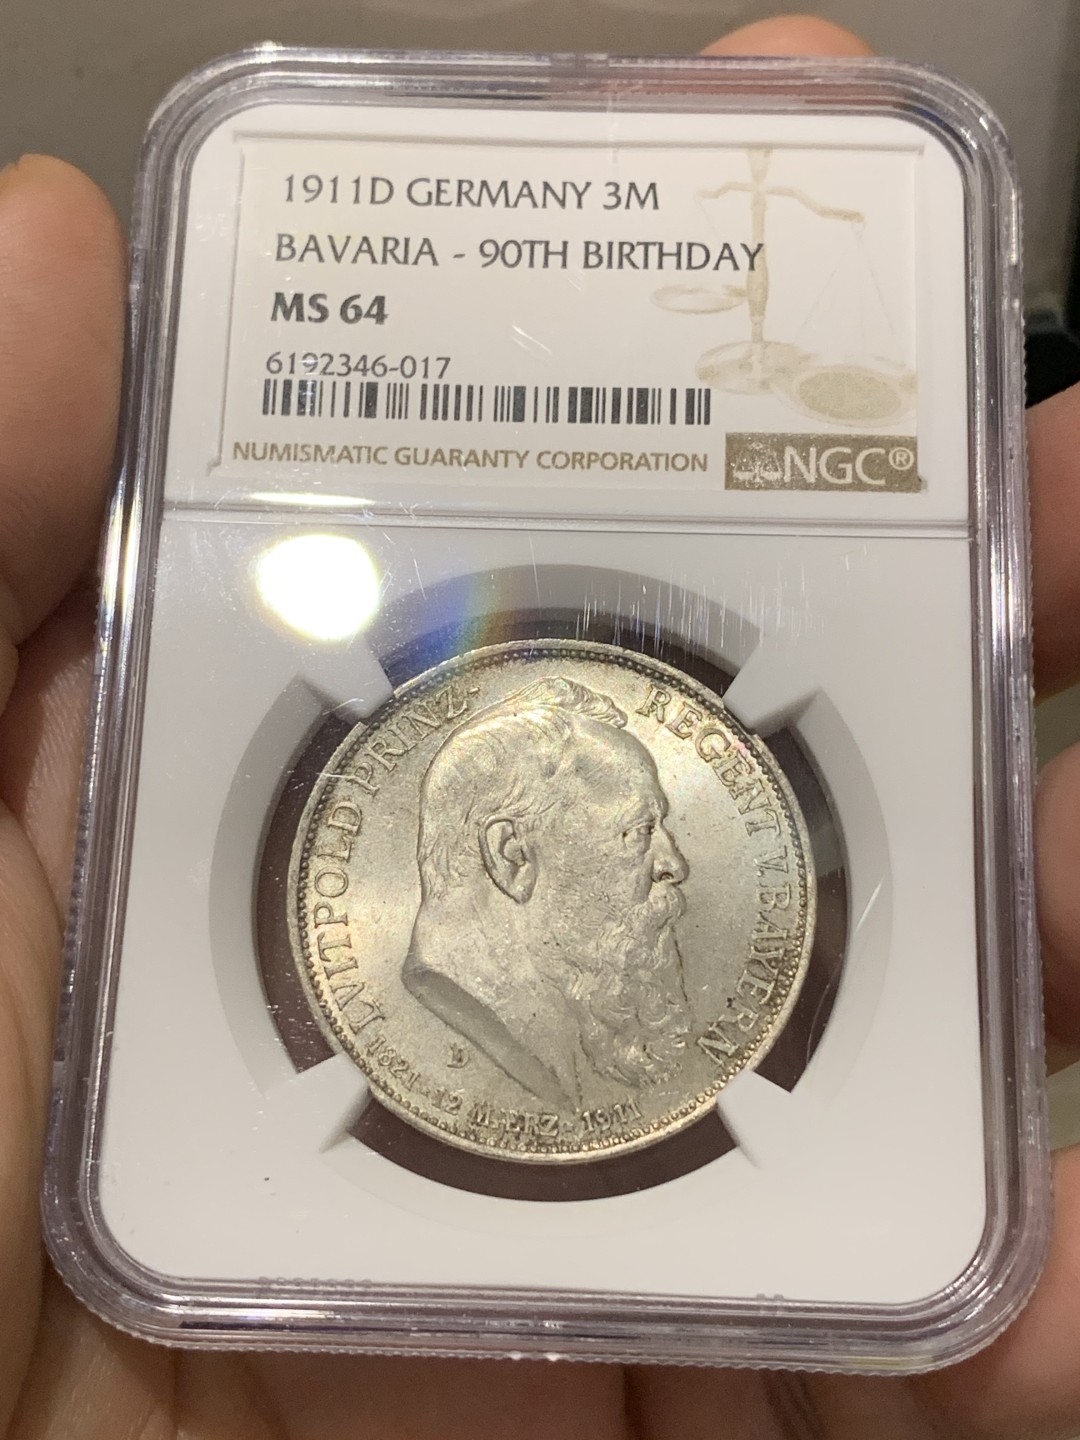 1911D GERMANY 3M
BAVARIA - 90TH BIRTHDAY
MS 64
6192346-017
NUMISMATIC GUARANTY CORPORATION NGC®
LVITPOLD PRINZ-REGENT V.BAYERN
D
1821-12 MÆRZ-1911